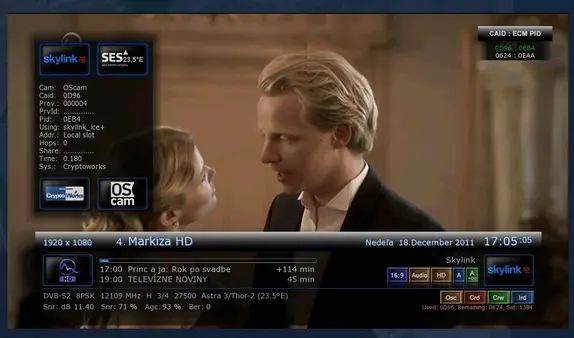 CAID : ECM PID
0D96 : 0EB4
0624 : 0EAA
skylink
SES▲
23,5°E
Cam: OScam
Caid: 0D96
Prov.: 000004
PrvId: ..............
Pid: 0EB4
Using: skylink_ice+
Addr.: Local slot
Hops: 0
Share: ..............
Time: 0.180
Sys.: Cryptoworks
CryptoWorks
OS
cam
1920 x 1080 4. Markiza HD Nedeľa 18.December 2011 17:05:05
HD
17:00 Princ a ja: Rok po svadbe +114 min
19:00 TELEVÍZNE NOVINY 45 min
Skylink
16:9 Audio HD A A
skylink
DVB-S2 8PSK 12109 MHz H 3/4 27500 Astra 3/Thor-2 (23.5°E)
Osc Crd Crw Ird
Snr: dB 11.40 Snr: 71 % Agc: 93 % Ber: 0
Used: 0D96, Remaining: 0624, Sid: 13B4